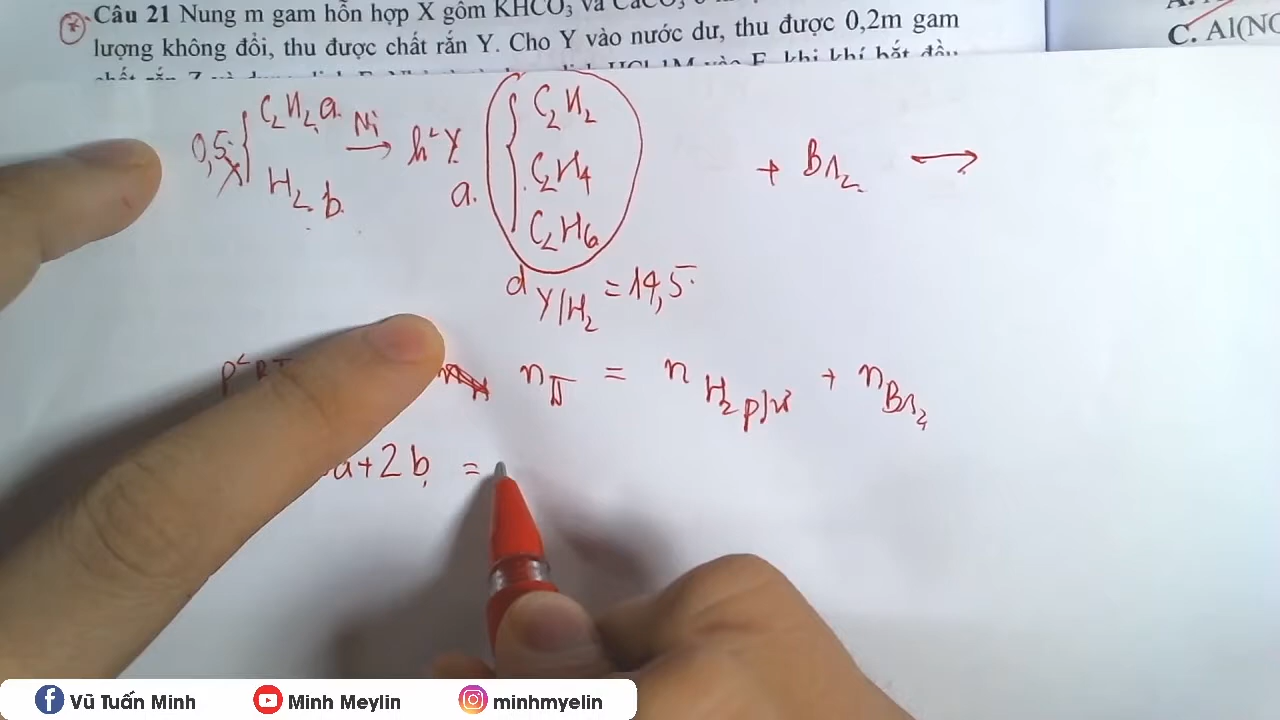 Câu 21 Nung m gam hỗn hợp X gồm KHCO₃ và CaCO₃
lượng không đổi, thu được chất rắn Y. Cho Y vào nước dư, thu được 0,2m gam
C. Al(NO
0,5 X { C₂H₂ a. H₂ b. Ni → h² Y a. { C₂H₂ C₂H₄ C₂H₆ + Br₂ →
d Y/H₂ = 14,5
n π = n H₂ p/ư + n Br₂
a+2b =
Vũ Tuấn Minh
Minh Meylin
minhmyelin